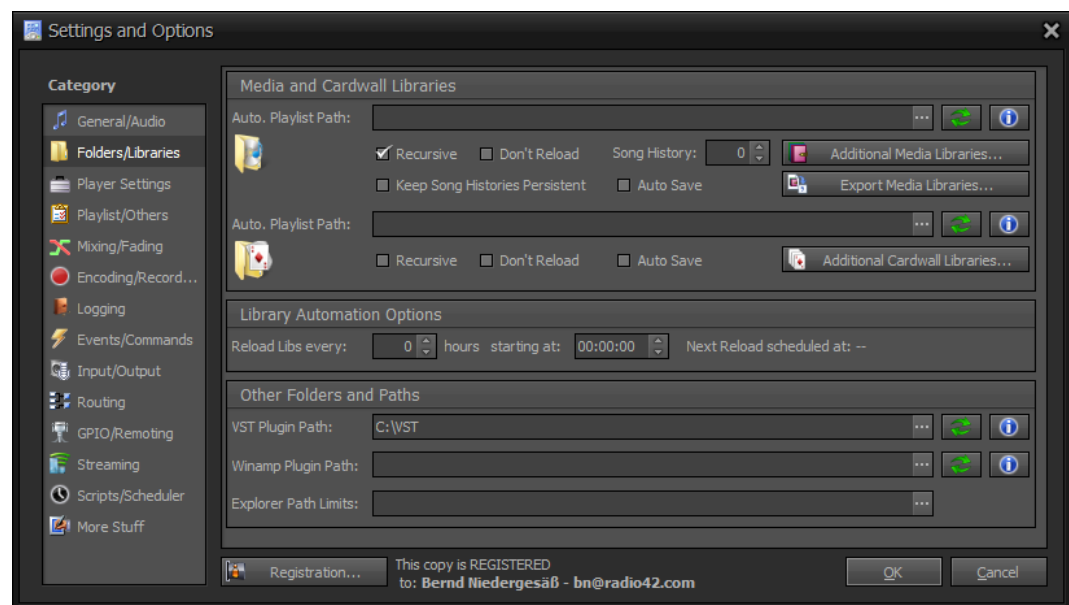 Settings and Options
Category
General/Audio
Folders/Libraries
Player Settings
Playlist/Others
Mixing/Fading
Encoding/Record...
Logging
Events/Commands
Input/Output
Routing
GPIO/Remoting
Streaming
Scripts/Scheduler
More Stuff
Media and Cardwall Libraries
Auto. Playlist Path: ...
Recursive Don't Reload Song History: 0 Additional Media Libraries...
Keep Song Histories Persistent Auto Save Export Media Libraries...
Auto. Playlist Path: ...
Recursive Don't Reload Auto Save Additional Cardwall Libraries...
Library Automation Options
Reload Libs every: 0 hours starting at: 00:00:00 Next Reload scheduled at: --
Other Folders and Paths
VST Plugin Path: C:\VST ...
Winamp Plugin Path: ...
Explorer Path Limits: ...
Registration... This copy is REGISTERED
to: Bernd Niedergesäß - bn@radio42.com
OK Cancel